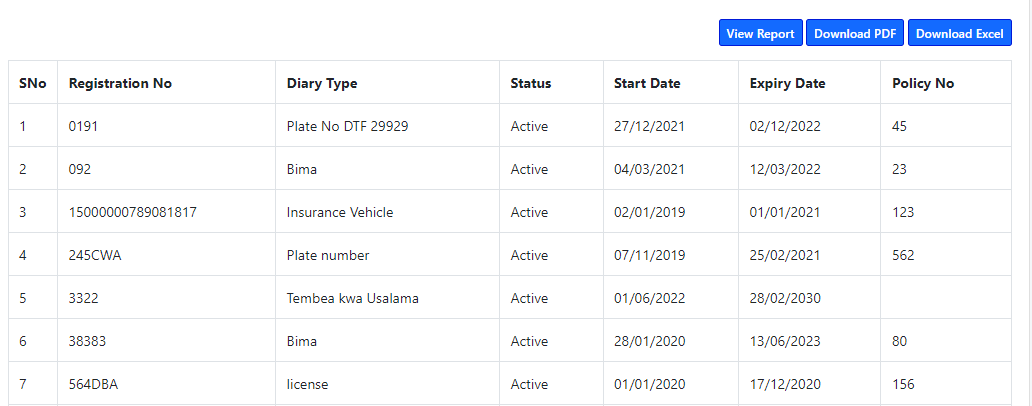 View Report Download PDF Download Excel
SNo Registration No Diary Type Status Start Date Expiry Date Policy No
1 0191 Plate No DTF 29929 Active 27/12/2021 02/12/2022 45
2 092 Bima Active 04/03/2021 12/03/2022 23
3 15000000789081817 Insurance Vehicle Active 02/01/2019 01/01/2021 123
4 245CWA Plate number Active 07/11/2019 25/02/2021 562
5 3322 Tembea kwa Usalama Active 01/06/2022 28/02/2030
6 38383 Bima Active 28/01/2020 13/06/2023 80
7 564DBA license Active 01/01/2020 17/12/2020 156